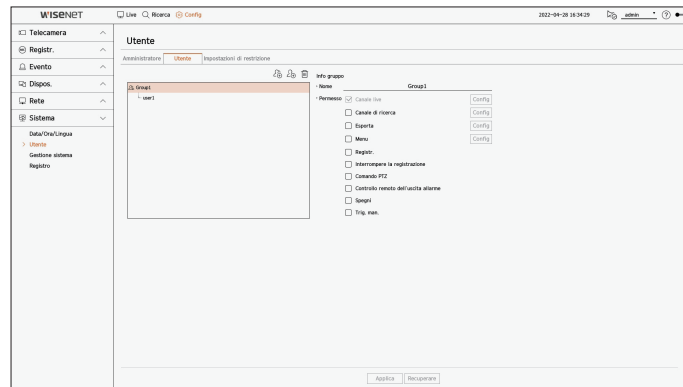 WISENET
Live Ricerca Config
2022-04-28 16:34:29 admin
Telecamera
Registr.
Evento
Dispos.
Rete
Sistema
Data/Ora/Lingua
Utente
Gestione sistema
Registro
Utente
Amministratore Utente Impostazioni di restrizione
Group1
user1
Info gruppo
Nome Group1
Permesso Canale live Config
Canale di ricerca Config
Esporta Config
Menu Config
Registr.
Interrompere la registrazione
Comando PTZ
Controllo remoto dell'uscita allarme
Spegni
Trig. man.
Applica Recuperare